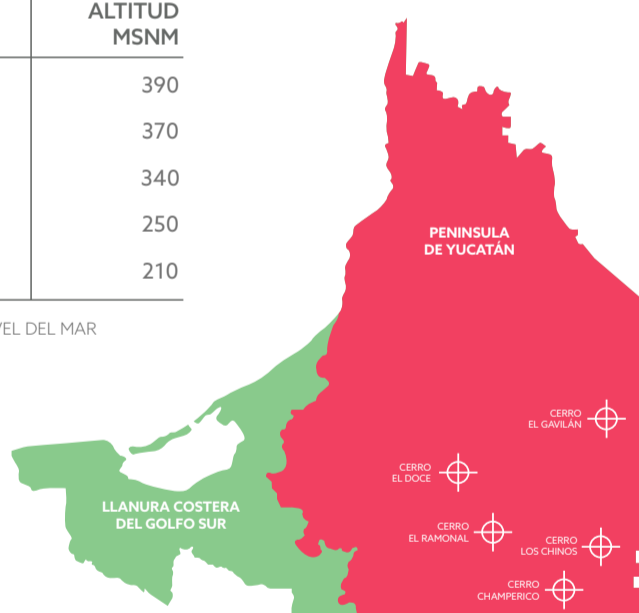 ALTITUD
MSNM
390
370
340
250
210
VEL DEL MAR
PENINSULA
DE YUCATÁN
CERRO
EL GAVILÁN
CERRO
EL DOCE
LLANURA COSTERA
DEL GOLFO SUR
CERRO
EL RAMONAL
CERRO
LOS CHINOS
CERRO
CHAMPERICO